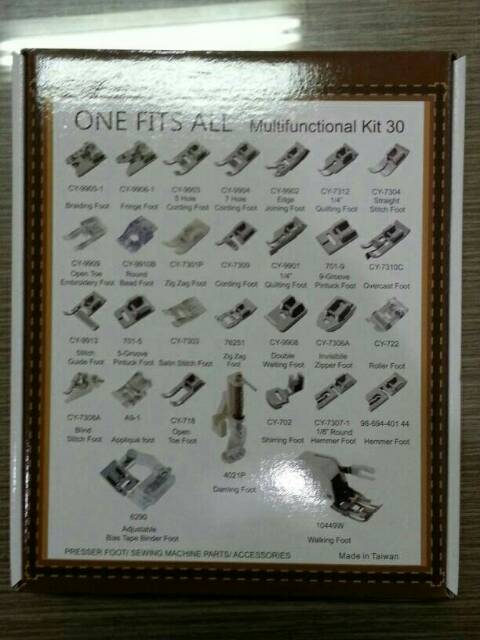 ONE FITS ALL Multifunctional Kit 30
CY-9905-1 CY-9906-1 CY-9903 CY-9904 CY-9902 CY-7312 CY-7304
5 Hole 7 Hole Edge 1/4" Straight
Braiding Foot Fringe Foot Cording Foot Cording Foot Joining Foot Quilting Foot Stitch Foot
CY-9909 CY-9910B CY-7301P CY-7309 CY-9901 701-9 CY-7310C
Open Toe Round 1/4" 9-Groove
Embroidery Foot Bead Foot Zig Zag Foot Cording Foot Quilting Foot Pintuck Foot Overcast Foot
CY-9913 701-5 CY-7303 76251 CY-9908 CY-7306A CY-722
Stitch 5-Groove Zig Zag Double Invisible
Guide Foot Pintuck Foot Satin Stitch Foot Foot Welting Foot Zipper Foot Roller Foot
CY-7308A A9-1 CY-718 CY-702 CY-7307-1 98-694-401 44
Blind Open 1/8" Round
Stitch Foot Appliqué foot Toe Foot Shirring Foot Hemmer Foot Hemmer Foot
4021P
Darning Foot
6290
Adjustable
Bias Tape Binder Foot
10449W
Walking Foot
PRESSER FOOT/ SEWING MACHINE PARTS/ ACCESSORIES Made in Taiwan